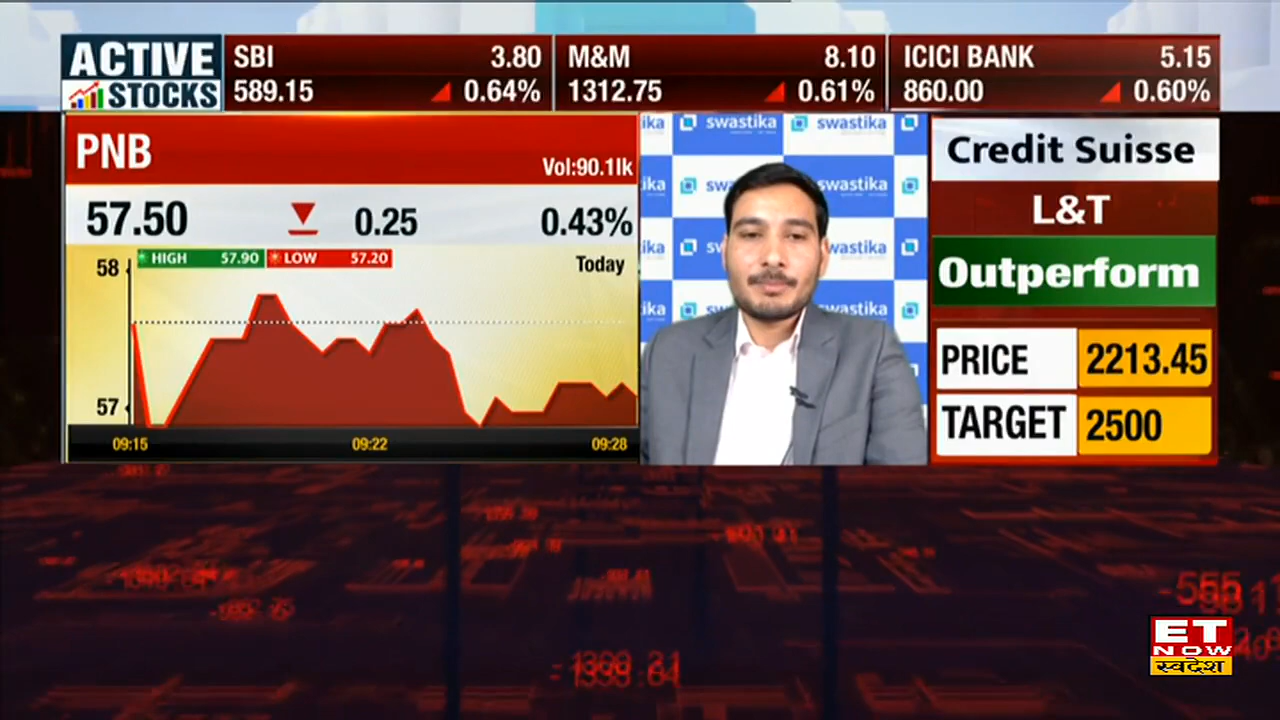 ACTIVE
STOCKS
SBI 3.80
589.15 0.64%
M&M 8.10
1312.75 0.61%
ICICI BANK 5.15
860.00 0.60%
PNB
Vol:90.1lk
57.50 0.25 0.43%
HIGH 57.90 LOW 57.20
Today
58
57
09:15 09:22 09:28
swastika swastika
swastika
swastika
Credit Suisse
L&T
Outperform
PRICE 2213.45
TARGET 2500
ET
NOW
स्वदेश